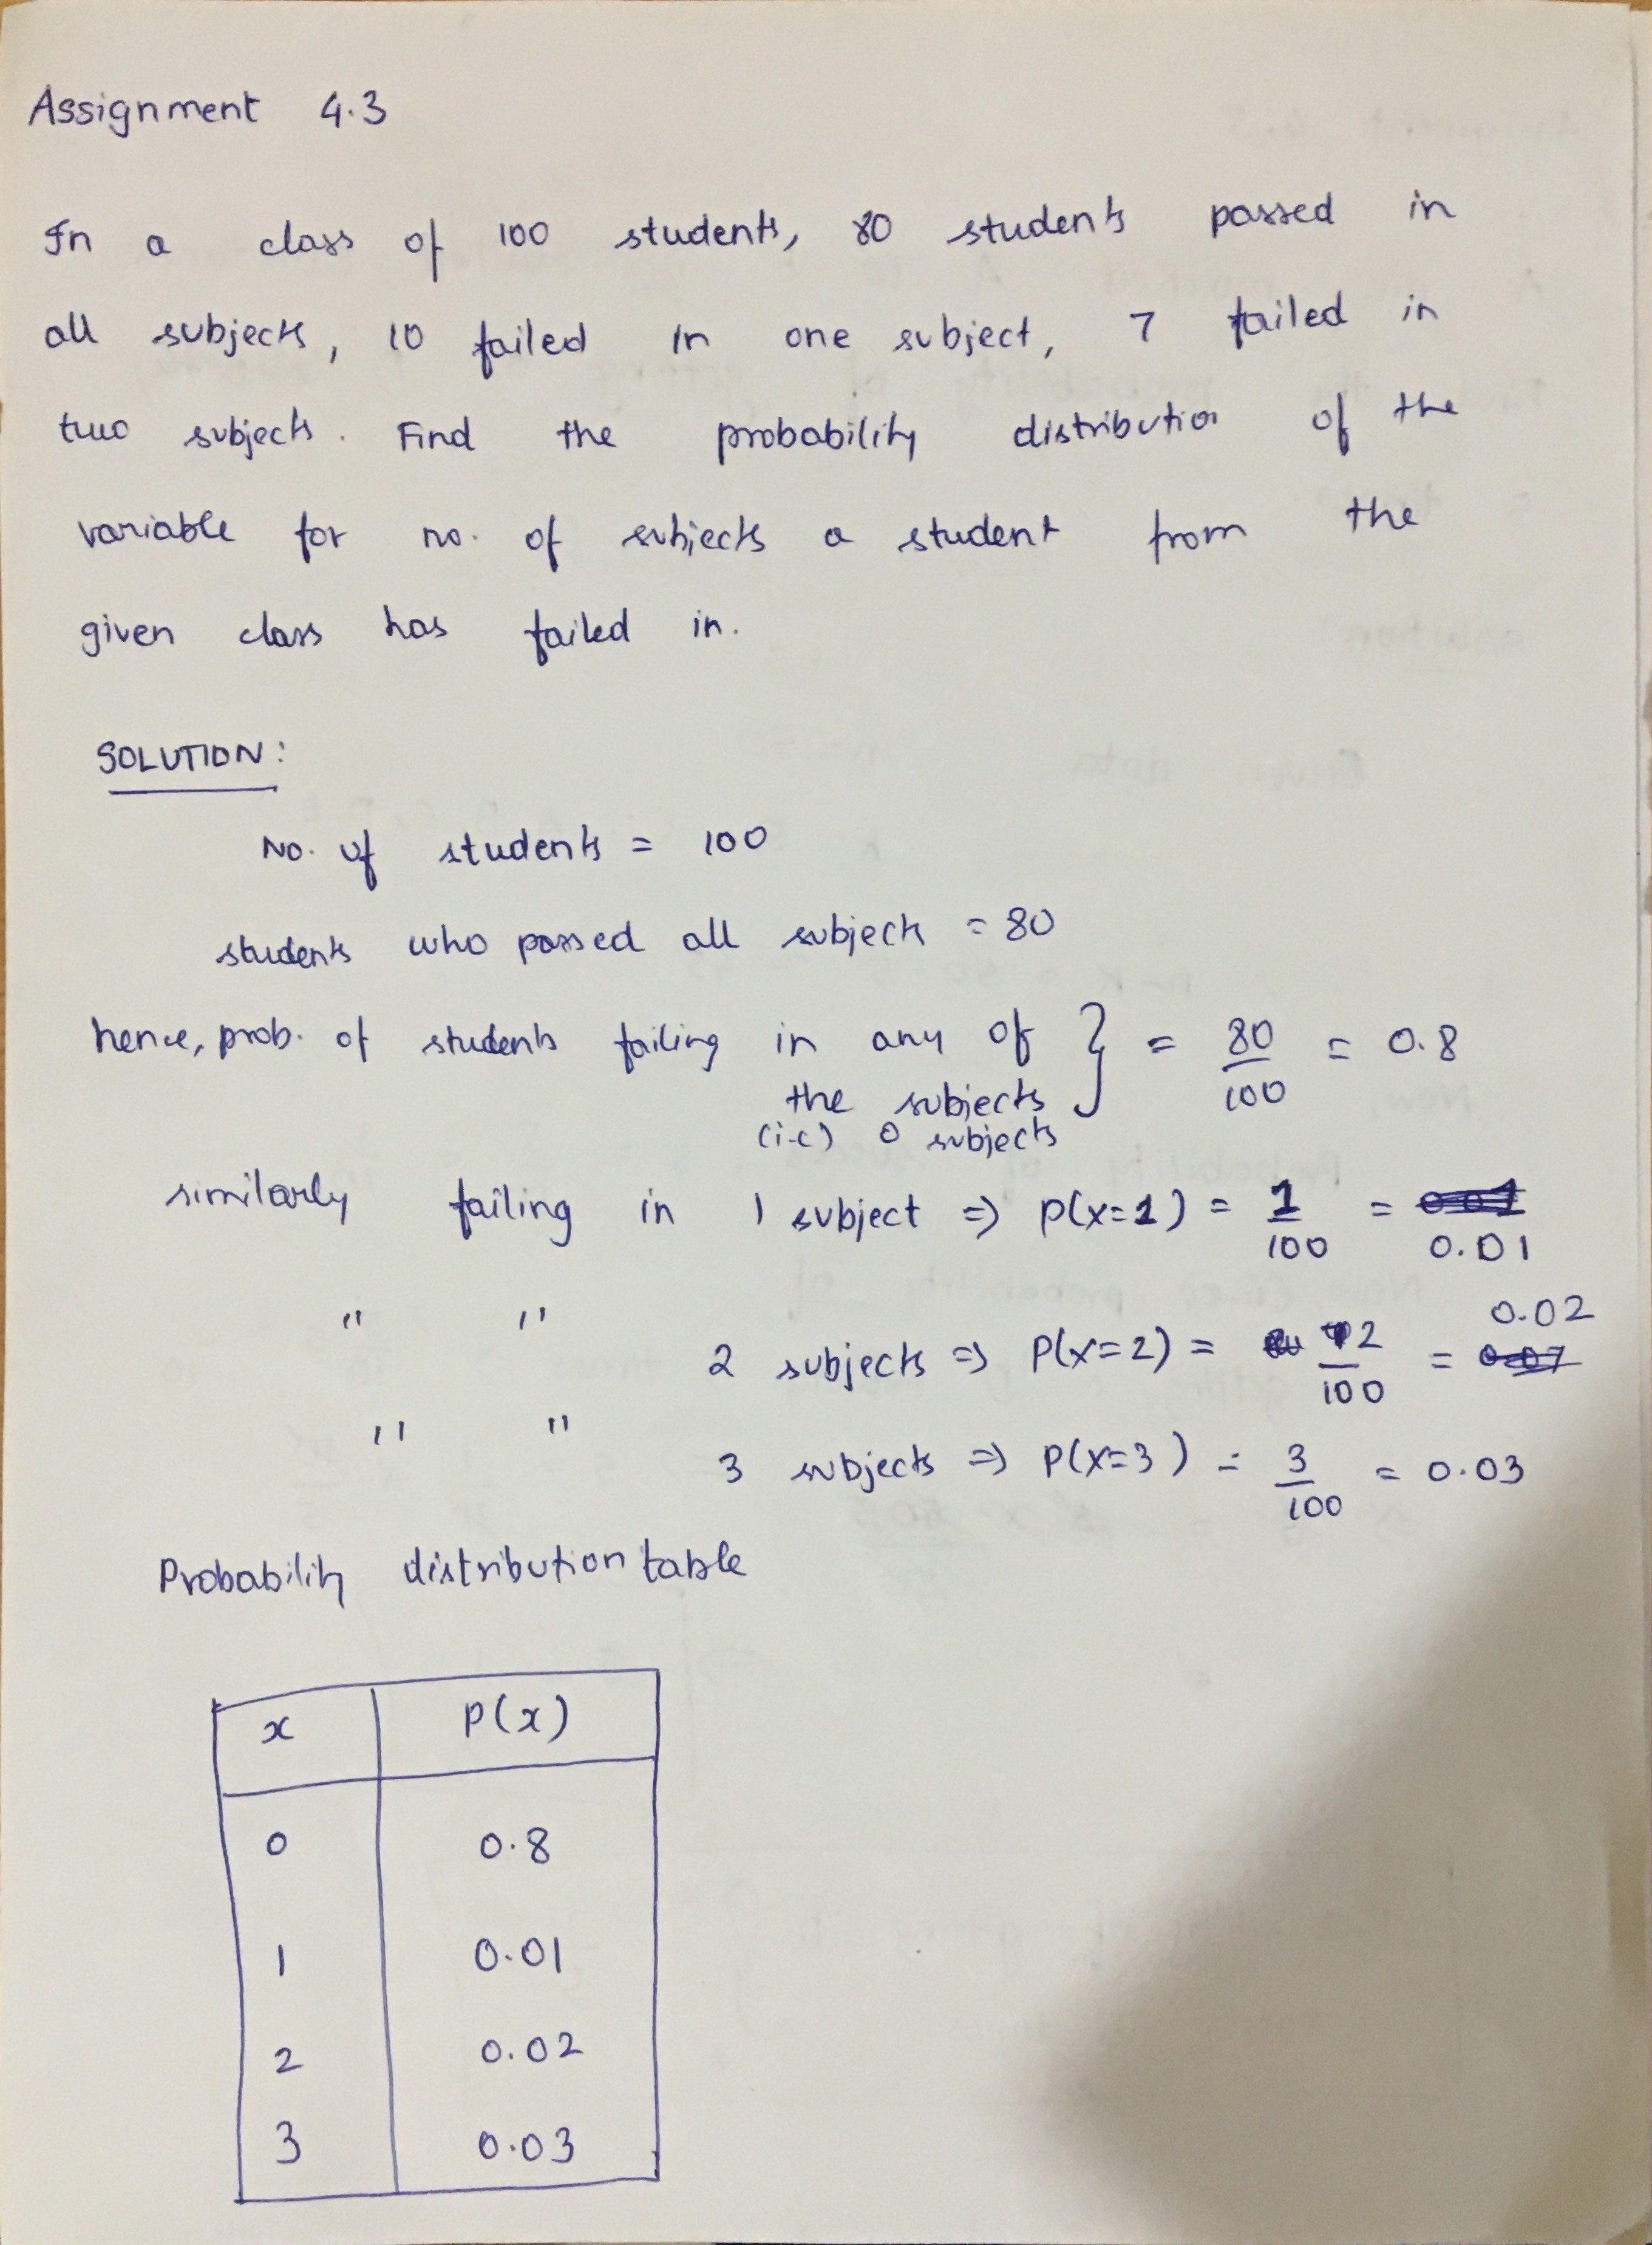 Assignment 4.3
In a class of 100 students, 80 students passed in
all subjects, 10 failed in one subject, 7 failed in
two subjects. Find the probability distribution of the
variable for no. of subjects a student from the
given class has failed in.
SOLUTION:
No. of students = 100
students who passed all subjects = 80
hence, prob. of students failing in any of } = 80/100 = 0.8
the subjects
(i.e) 0 subjects
similarly failing in 1 subject => P(x=1) = 1/100 = 0.01
" " 2 subjects => P(x=2) = 2/100 = 0.02
" " 3 subjects => P(x=3) = 3/100 = 0.03
Probability distribution table
x P(x)
0 0.8
1 0.01
2 0.02
3 0.03